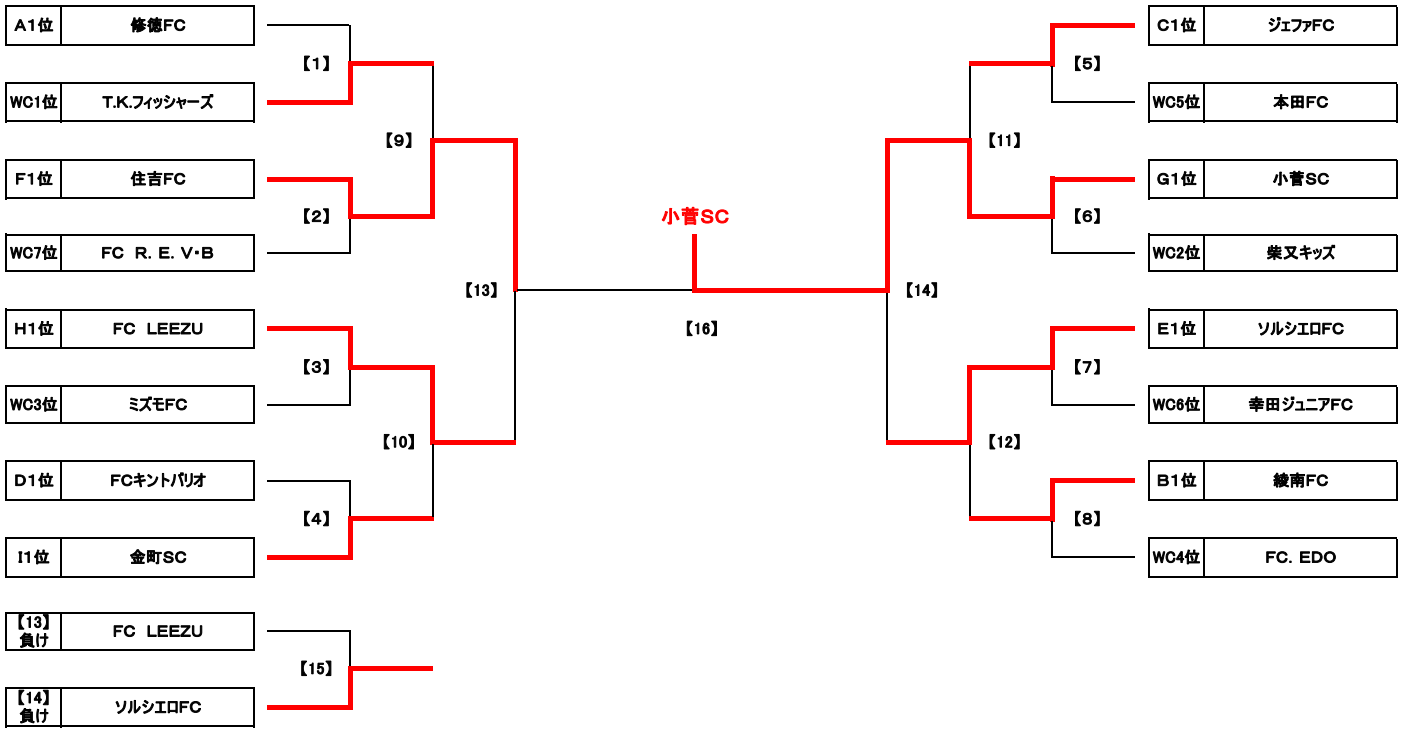 A1位 修徳FC
【1】
WC1位 T.K.フィッシャーズ
【9】
F1位 住吉FC
【2】
WC7位 FC R. E. V・B
【13】
H1位 FC LEEZU
【3】
WC3位 ミズモFC
【10】
D1位 FCキントバリオ
【4】
I1位 金町SC
【13】
負け
FC LEEZU
【15】
【14】
負け
ソルシエロFC
小菅SC
【16】
C1位 ジェファFC
【5】
WC5位 本田FC
【11】
G1位 小菅SC
【6】
WC2位 柴又キッズ
【14】
E1位 ソルシエロFC
【7】
WC6位 幸田ジュニアFC
【12】
B1位 綾南FC
【8】
WC4位 FC. EDO